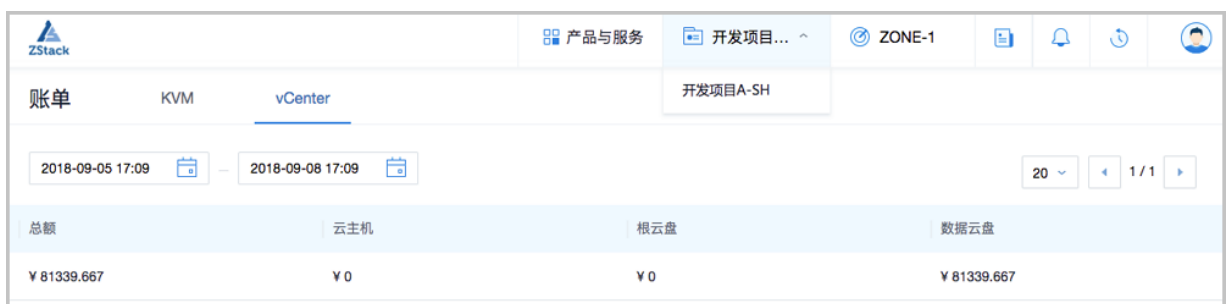 ZStack 产品与服务 开发项目... ZONE-1
开发项目A-SH
账单 KVM vCenter
2018-09-05 17:09 – 2018-09-08 17:09 20 1 / 1
总额 云主机 根云盘 数据云盘
¥ 81339.667 ¥ 0 ¥ 0 ¥ 81339.667